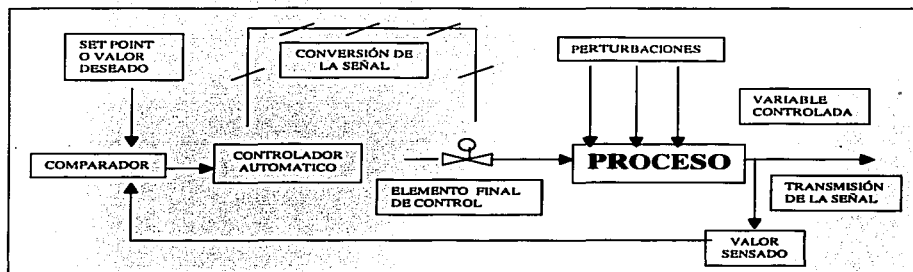 SET POINT
O VALOR
DESEADO
CONVERSIÓN DE
LA SEÑAL
PERTURBACIONES
VARIABLE
CONTROLADA
COMPARADOR
CONTROLADOR
AUTOMATICO
ELEMENTO FINAL
DE CONTROL
PROCESO
TRANSMISIÓN
DE LA SEÑAL
VALOR
SENSADO